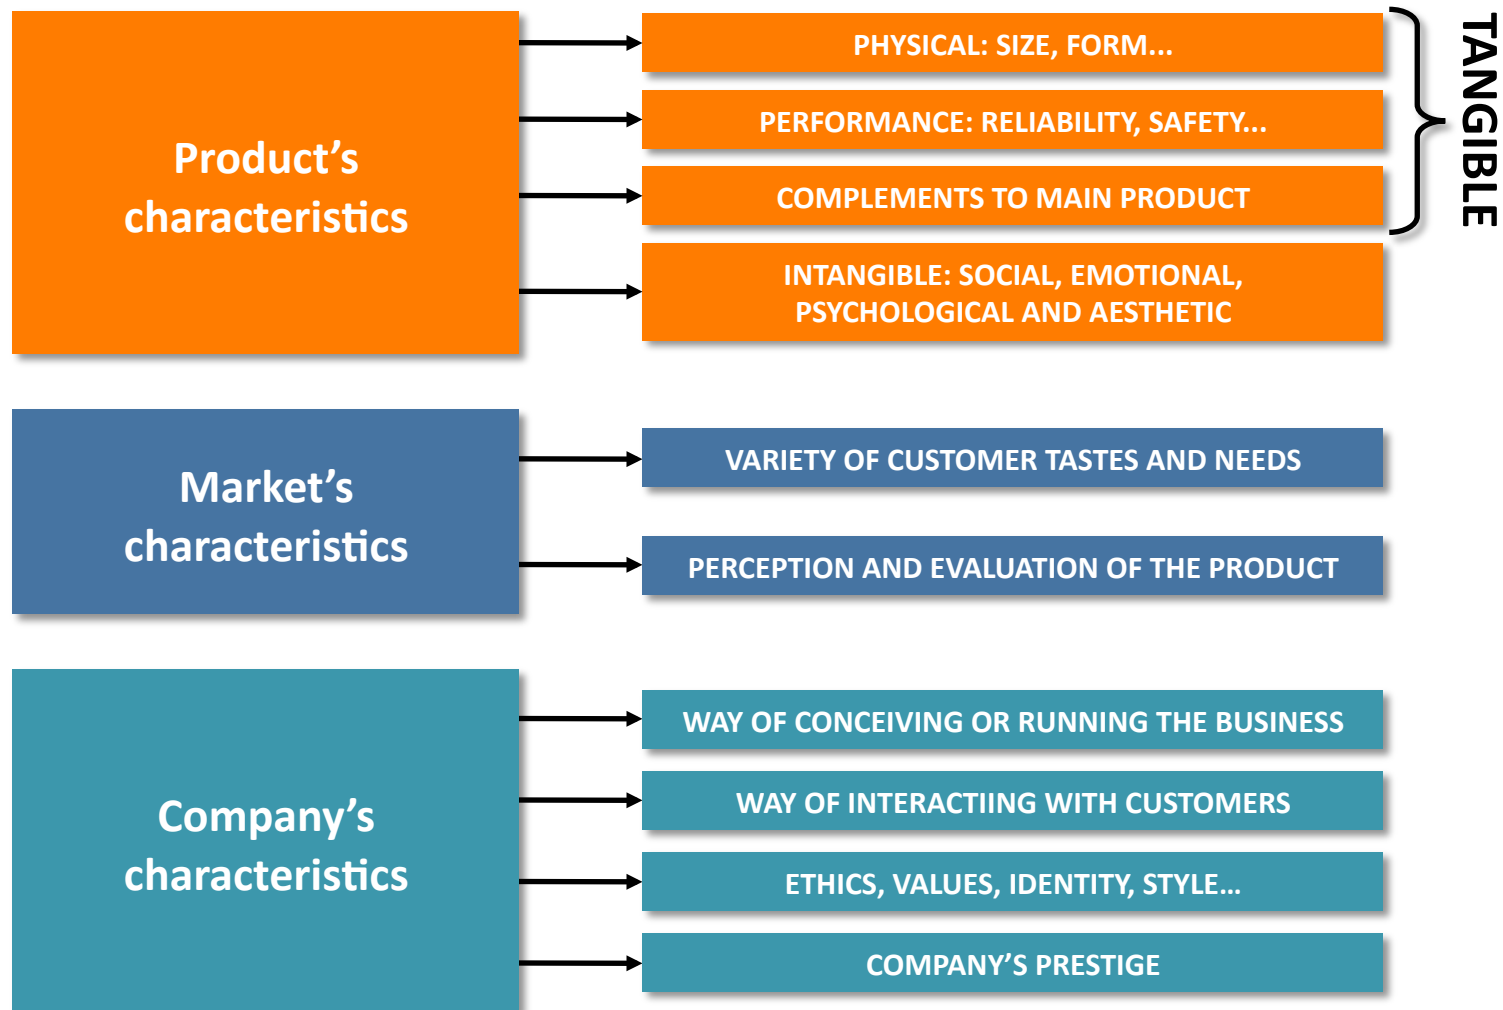 Product’s
characteristics
PHYSICAL: SIZE, FORM...
PERFORMANCE: RELIABILITY, SAFETY...
COMPLEMENTS TO MAIN PRODUCT
INTANGIBLE: SOCIAL, EMOTIONAL,
PSYCHOLOGICAL AND AESTHETIC
TANGIBLE
Market’s
characteristics
VARIETY OF CUSTOMER TASTES AND NEEDS
PERCEPTION AND EVALUATION OF THE PRODUCT
Company’s
characteristics
WAY OF CONCEIVING OR RUNNING THE BUSINESS
WAY OF INTERACTIING WITH CUSTOMERS
ETHICS, VALUES, IDENTITY, STYLE...
COMPANY’S PRESTIGE